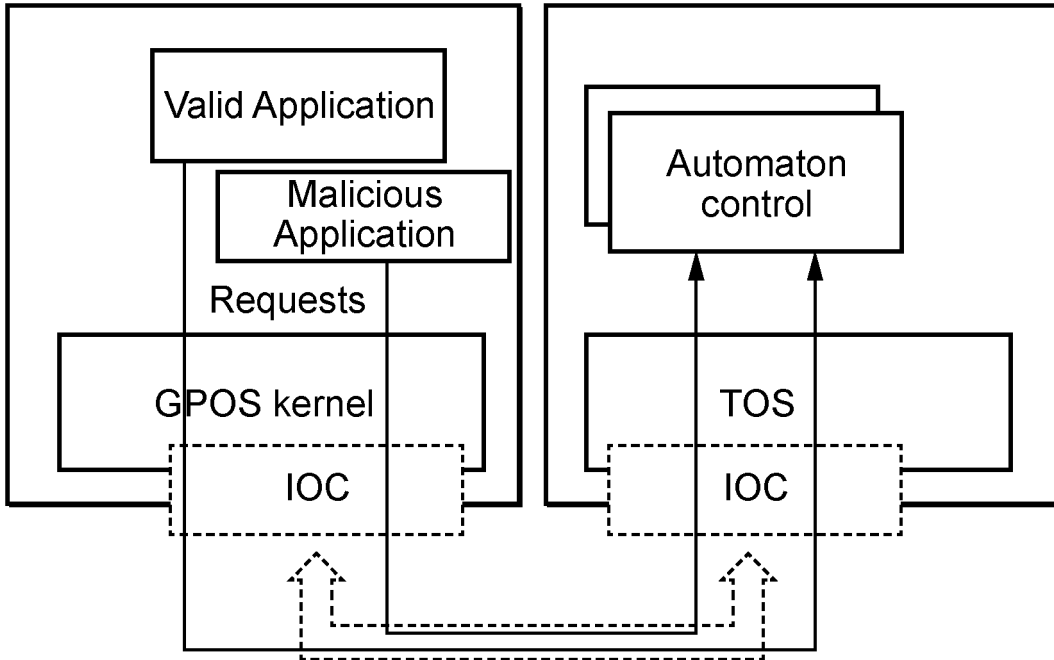 Valid Application
Malicious
Application
Requests
GPOS kernel
IOC
Automaton
control
TOS
IOC